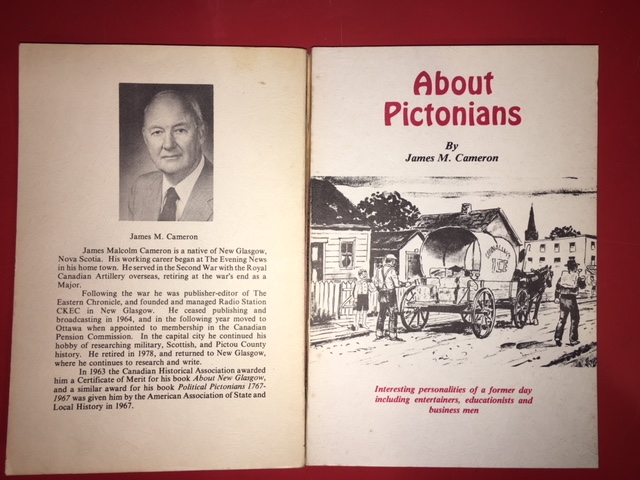 James M. Cameron
James Malcolm Cameron is a native of New Glasgow,
Nova Scotia. His working career began at The Evening News
in his home town. He served in the Second War with the Royal
Canadian Artillery overseas, retiring at the war's end as a
Major.
Following the war he was publisher-editor of The
Eastern Chronicle, and founded and managed Radio Station
CKEC in New Glasgow. He ceased publishing and
broadcasting in 1964, and in the following year moved to
Ottawa when appointed to membership in the Canadian
Pension Commission. In the capital city he continued his
hobby of researching military, Scottish, and Pictou County
history. He retired in 1978, and returned to New Glasgow,
where he continues to research and write.
In 1963 the Canadian Historical Association awarded
him a Certificate of Merit for his book About New Glasgow,
and a similar award for his book Political Pictonians 1767-
1967 was given him by the American Association of State and
Local History in 1967.
About
Pictonians
By
James M. Cameron
ICE
Interesting personalities of a former day
including entertainers, educationists and
business men